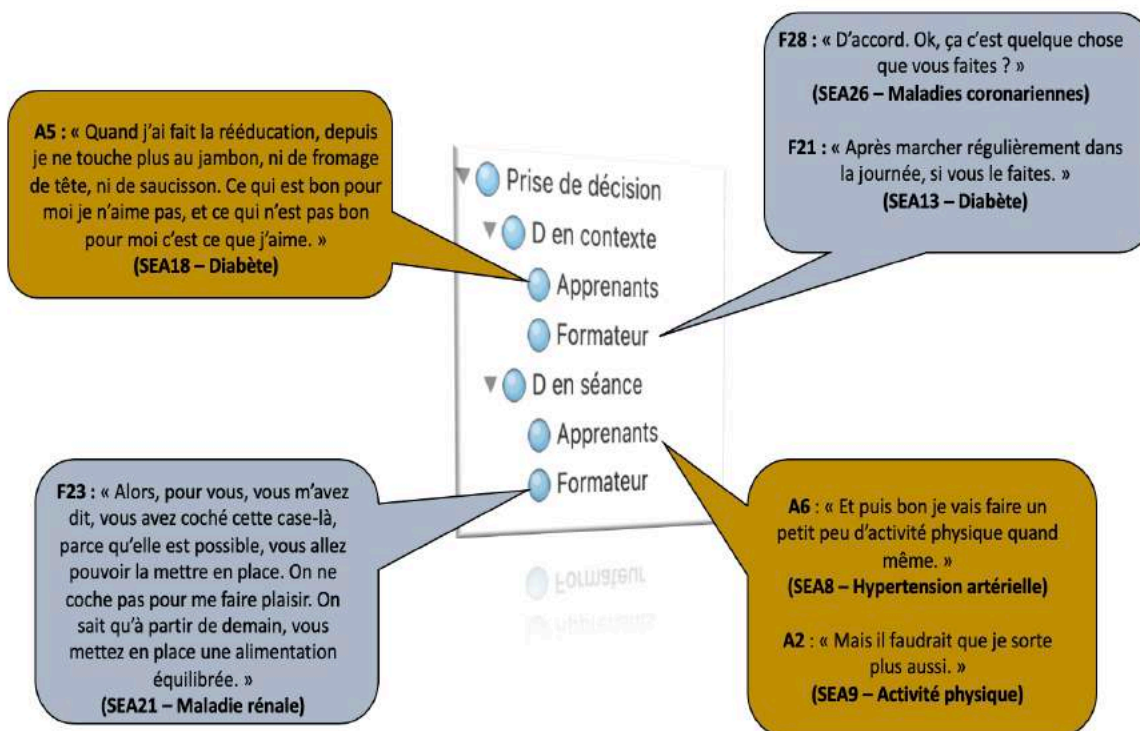 F28 : « D’accord. Ok, ça c’est quelque chose
que vous faites ? »
(SEA26 – Maladies coronariennes)
F21 : « Après marcher régulièrement dans
la journée, si vous le faites. »
(SEA13 – Diabète)
A5 : « Quand j’ai fait la rééducation, depuis
je ne touche plus au jambon, ni de fromage
de tête, ni de saucisson. Ce qui est bon pour
moi je n’aime pas, et ce qui n’est pas bon
pour moi c’est ce que j’aime. »
(SEA18 – Diabète)
Prise de décision
D en contexte
Apprenants
Formateur
D en séance
Apprenants
Formateur
F23 : « Alors, pour vous, vous m’avez
dit, vous avez coché cette case-là,
parce qu’elle est possible, vous allez
pouvoir la mettre en place. On ne
coche pas pour me faire plaisir. On
sait qu’à partir de demain, vous
mettez en place une alimentation
équilibrée. »
(SEA21 – Maladie rénale)
A6 : « Et puis bon je vais faire un
petit peu d’activité physique quand
même. »
(SEA8 – Hypertension artérielle)
A2 : « Mais il faudrait que je sorte
plus aussi. »
(SEA9 – Activité physique)
Formateur
Apprenants